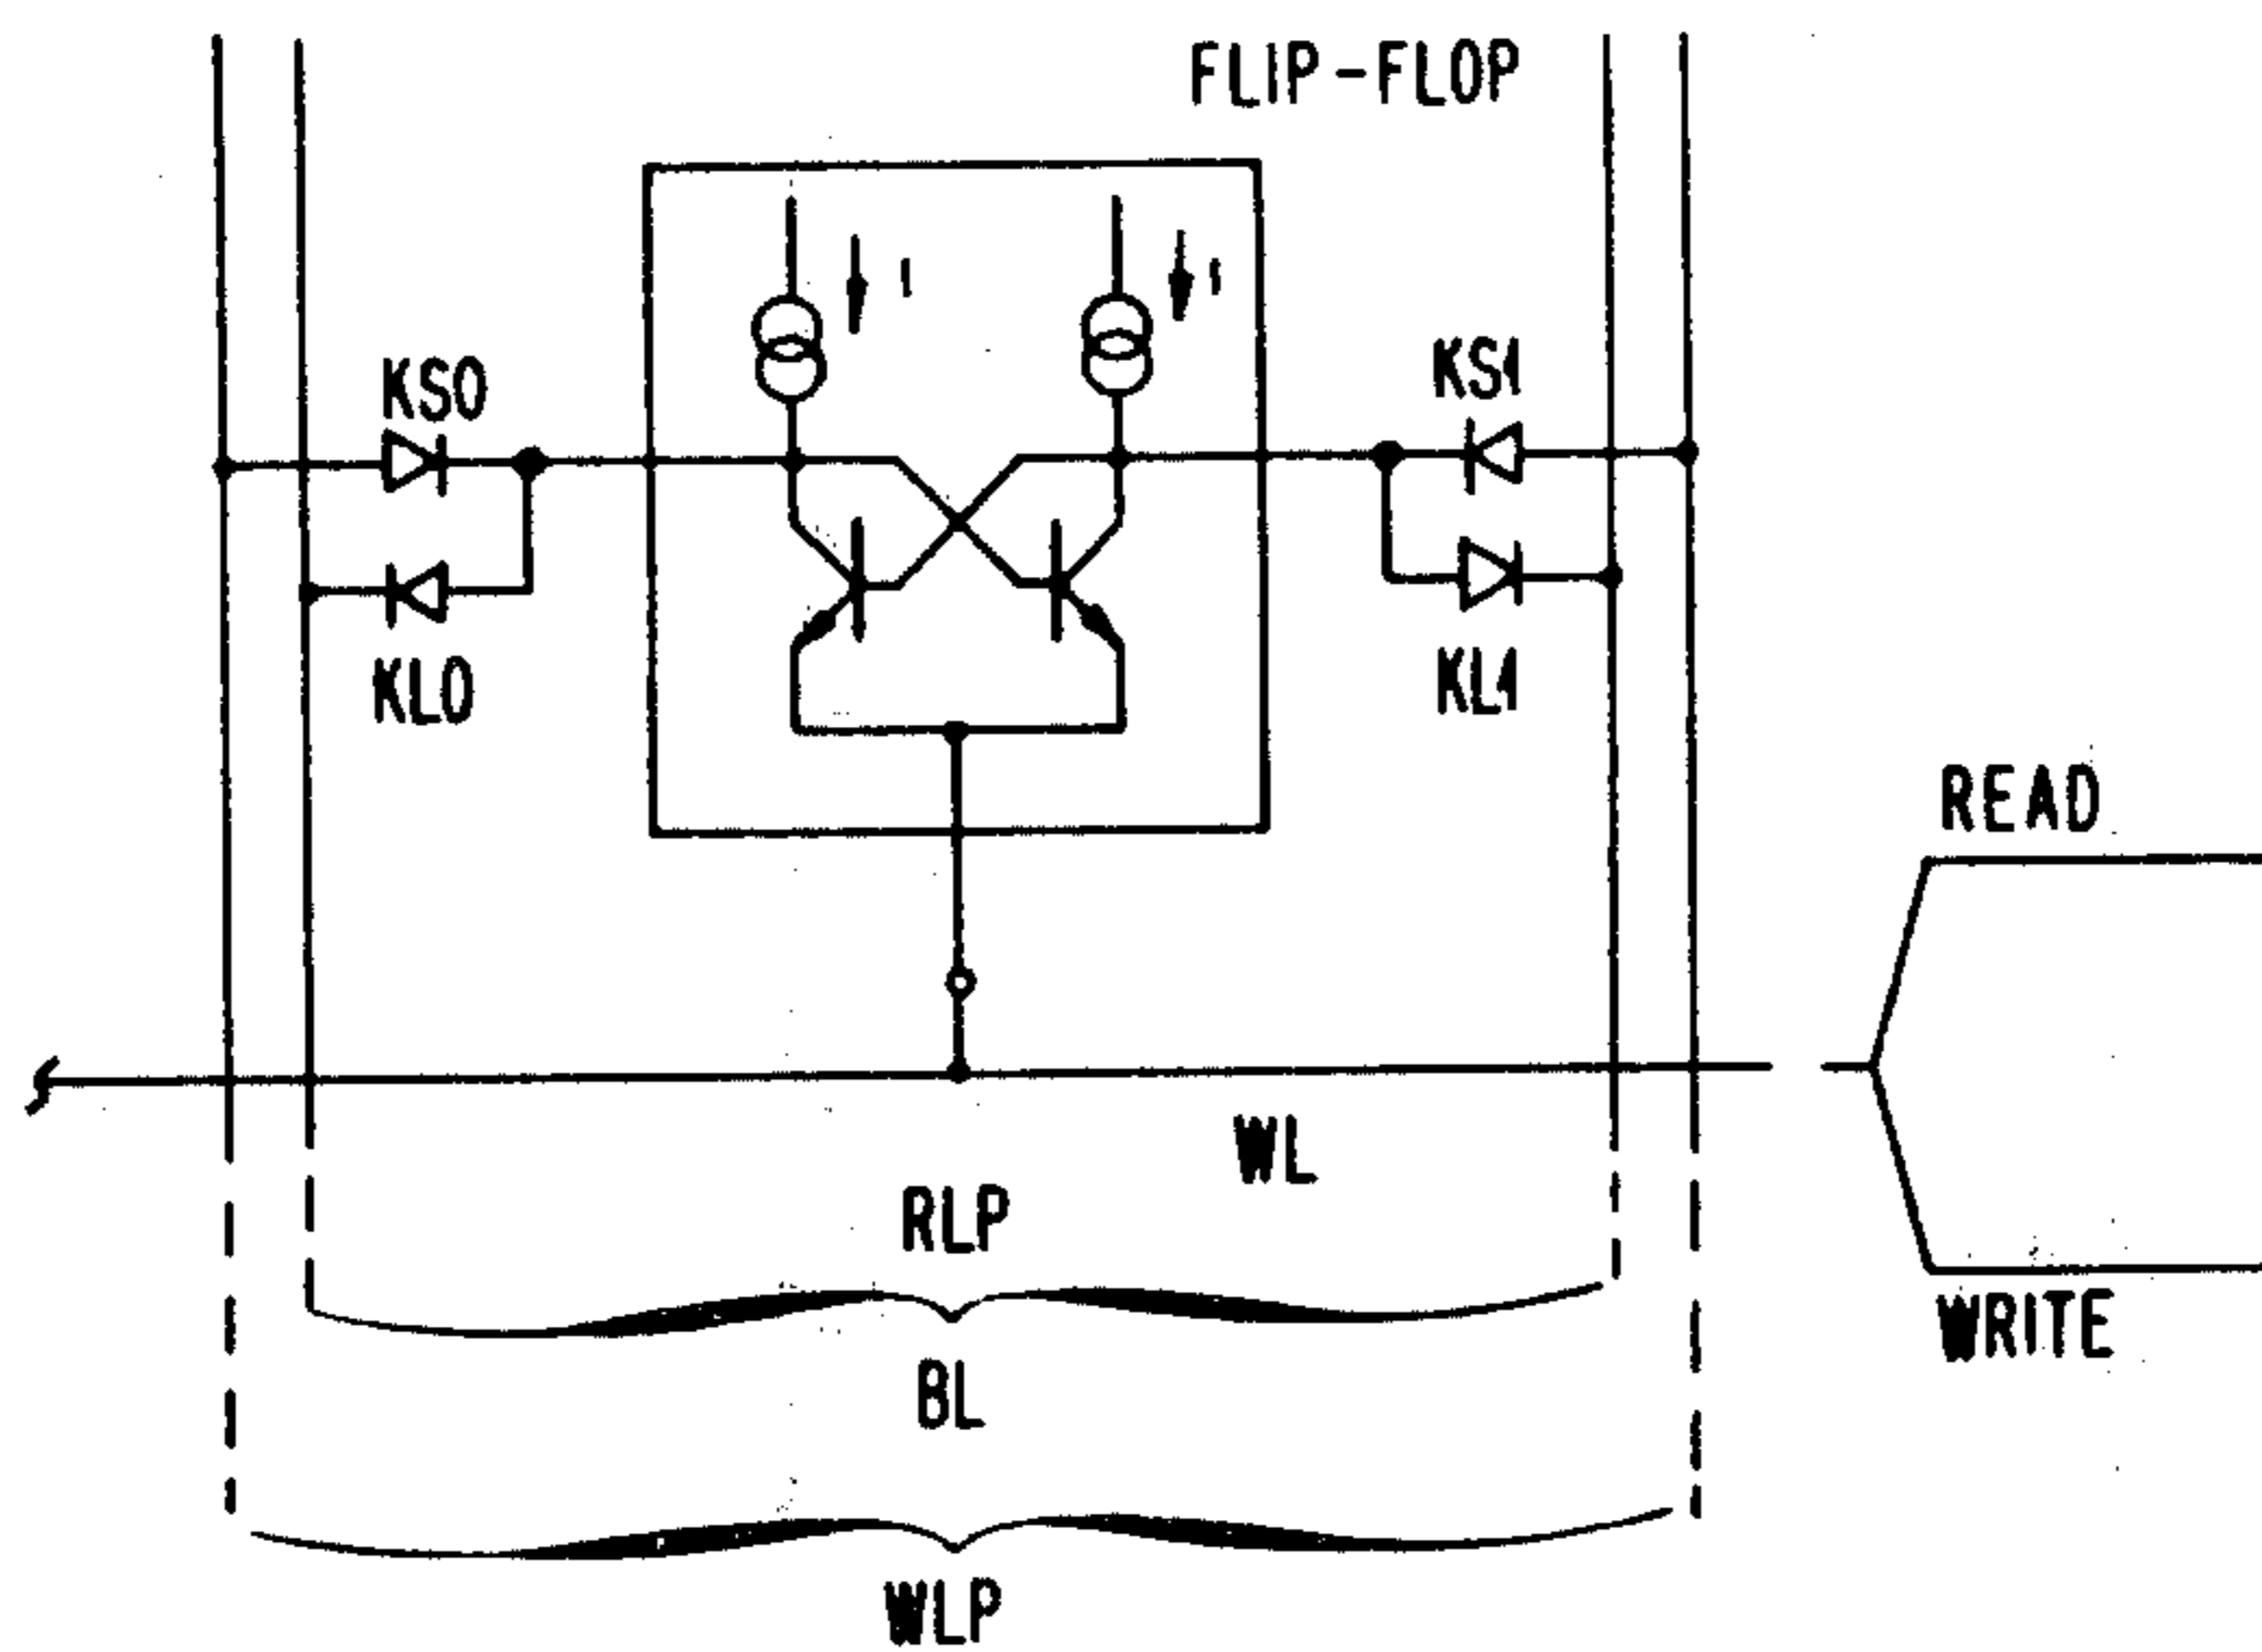 FLIP-FLOP
I
I
KS0
KS1
KL0
KL1
READ
WL
RLP
WRITE
BL
WLP